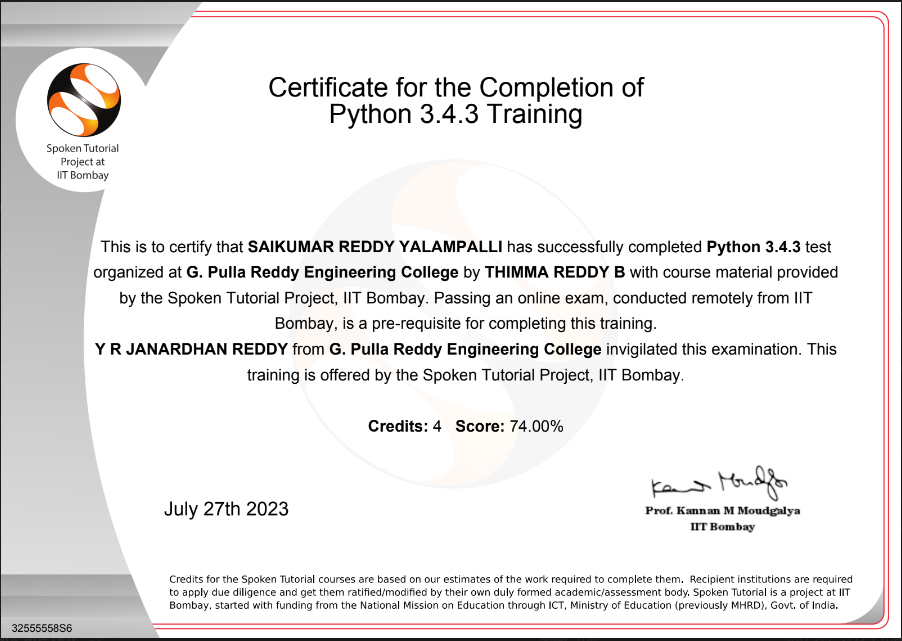 Certificate for the Completion of
Python 3.4.3 Training
Spoken Tutorial
Project at
IIT Bombay
This is to certify that SAIKUMAR REDDY YALAMPALLI has successfully completed Python 3.4.3 test
organized at G. Pulla Reddy Engineering College by THIMMA REDDY B with course material provided
by the Spoken Tutorial Project, IIT Bombay. Passing an online exam, conducted remotely from IIT
Bombay, is a pre-requisite for completing this training.
Y R JANARDHAN REDDY from G. Pulla Reddy Engineering College invigilated this examination. This
training is offered by the Spoken Tutorial Project, IIT Bombay.
Credits: 4 Score: 74.00%
July 27th 2023
Kannan Moudgalya
Prof. Kannan M Moudgalya
IIT Bombay
Credits for the Spoken Tutorial courses are based on our estimates of the work required to complete them. Recipient institutions are required
to apply due diligence and get them ratified/modified by their own duly formed academic/assessment body. Spoken Tutorial is a project at IIT
Bombay, started with funding from the National Mission on Education through ICT, Ministry of Education (previously MHRD), Govt. of India.
3255558S6